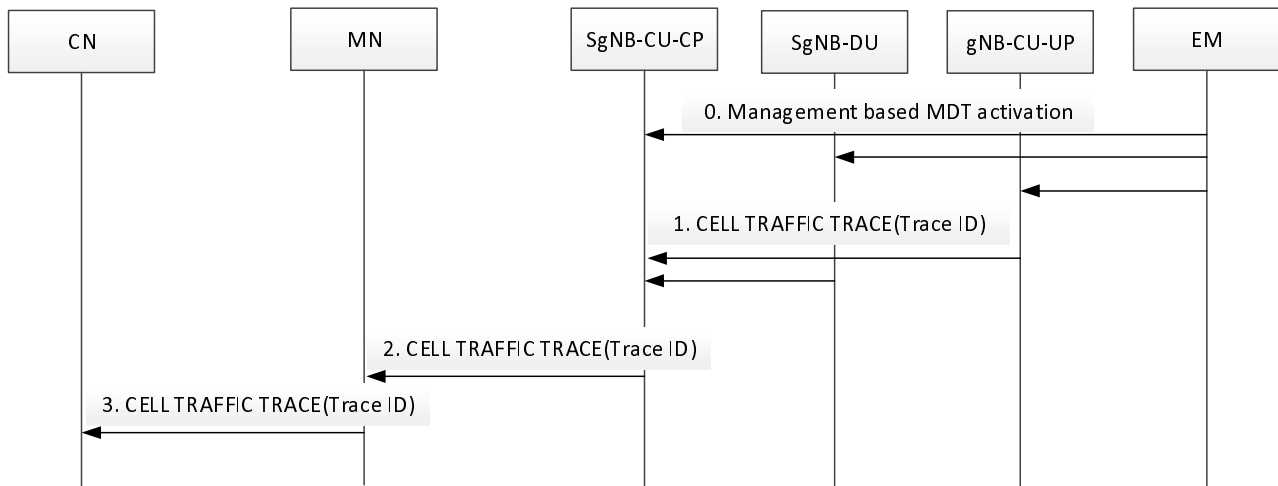 CN
MN
SgNB-CU-CP
SgNB-DU
gNB-CU-UP
EM
0. Management based MDT activation
1. CELL TRAFFIC TRACE(Trace ID)
2. CELL TRAFFIC TRACE(Trace ID)
3. CELL TRAFFIC TRACE(Trace ID)